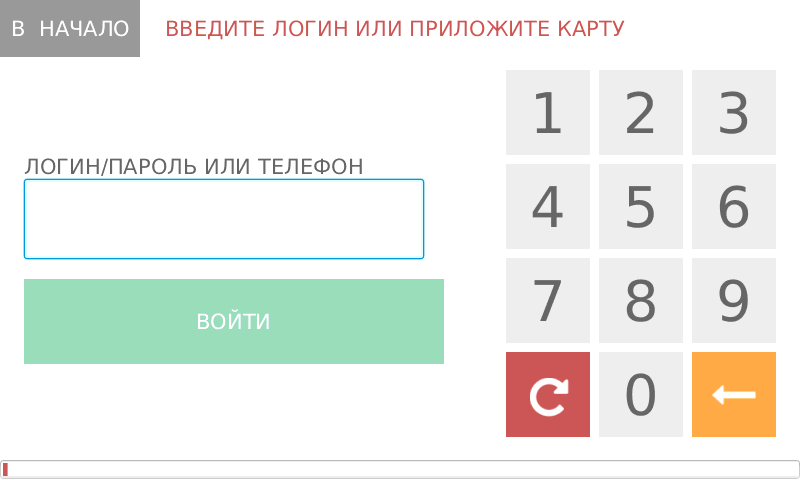 В НАЧАЛО
ВВЕДИТЕ ЛОГИН ИЛИ ПРИЛОЖИТЕ КАРТУ
ЛОГИН/ПАРОЛЬ ИЛИ ТЕЛЕФОН
ВОЙТИ
1 2 3
4 5 6
7 8 9
0